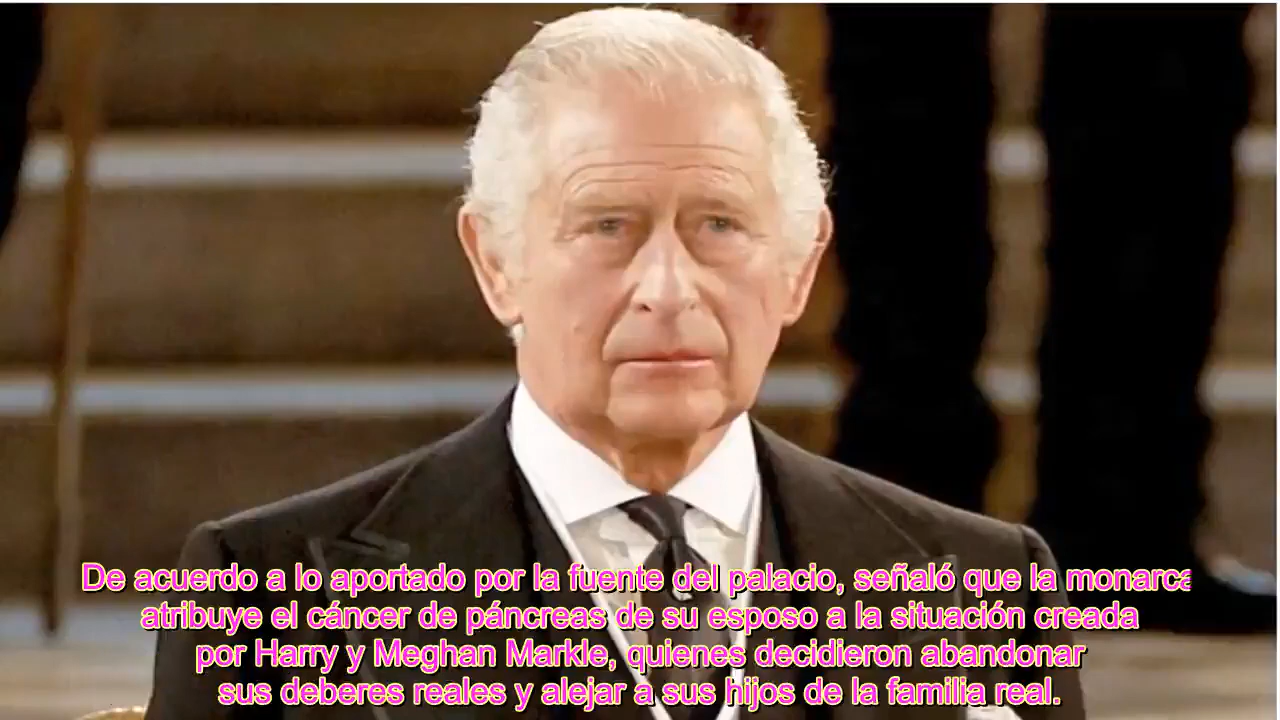 De acuerdo a lo aportado por la fuente del palacio, señaló que la monarca
atribuye el cáncer de páncreas de su esposo a la situación creada
por Harry y Meghan Markle, quienes decidieron abandonar
sus deberes reales y alejar a sus hijos de la familia real.